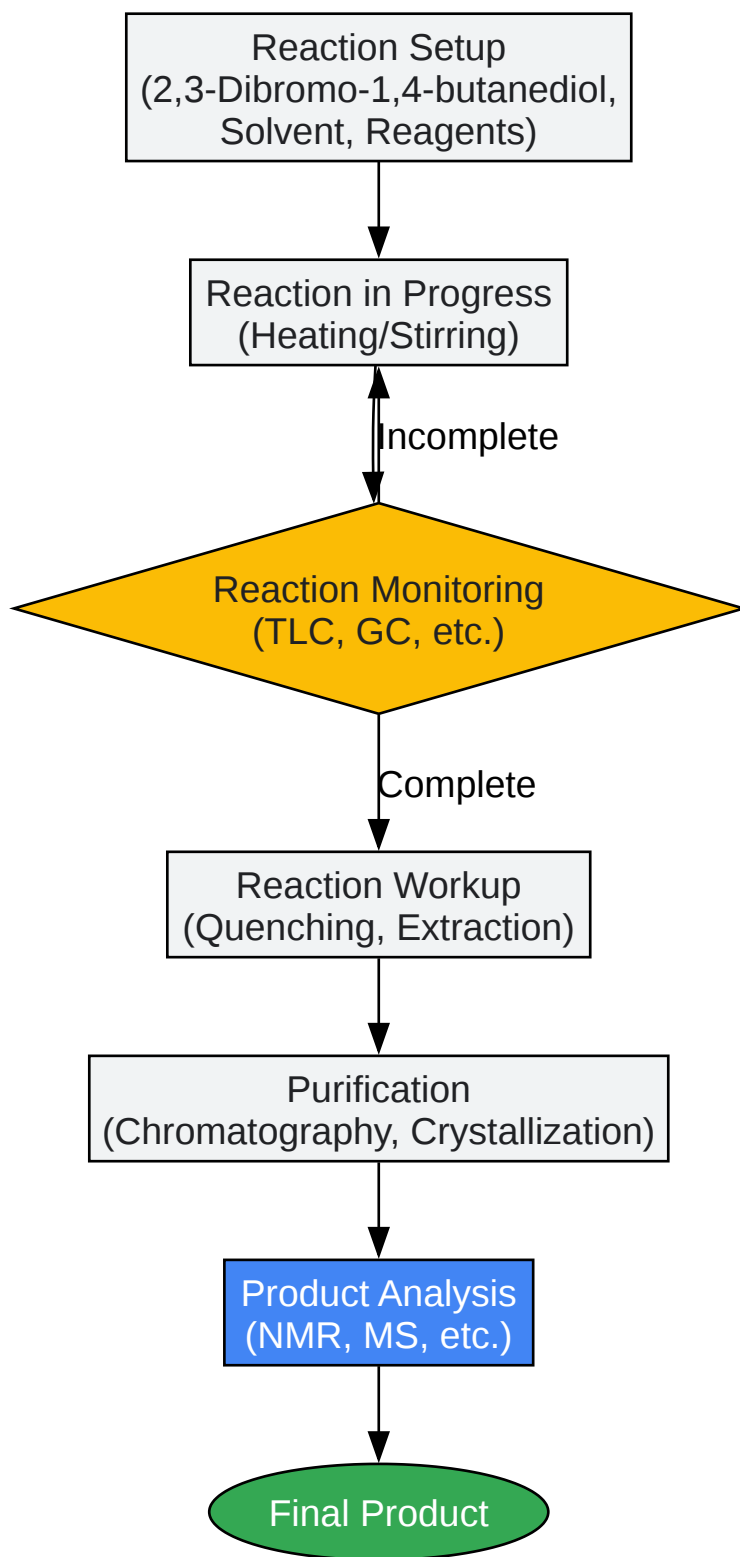 Reaction Setup
(2,3-Dibromo-1,4-butanediol,
Solvent, Reagents)
Reaction in Progress
(Heating/Stirring)
Incomplete
Reaction Monitoring
(TLC, GC, etc.)
Complete
Reaction Workup
(Quenching, Extraction)
Purification
(Chromatography, Crystallization)
Product Analysis
(NMR, MS, etc.)
Final Product